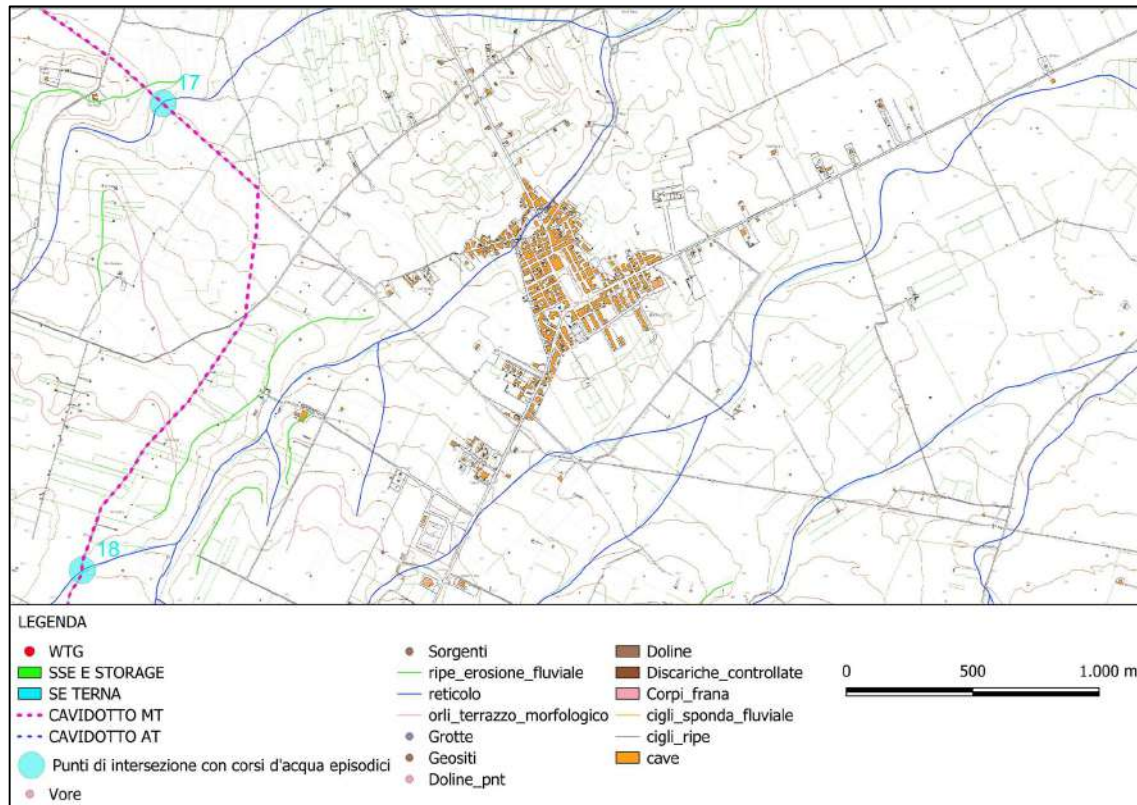 17
18
LEGENDA
WTG
SSE E STORAGE
SE TERNA
CAVIDOTTO MT
CAVIDOTTO AT
Punti di intersezione con corsi d'acqua episodici
Vore
Sorgenti
ripe_erosione_fluviale
reticolo
orli_terrazzo_morfologico
Grotte
Geositi
Doline_pnt
Doline
Discariche_controllate
Corpi_frana
cigli_sponda_fluviale
cigli_ripe
cave
0 500 1.000 m